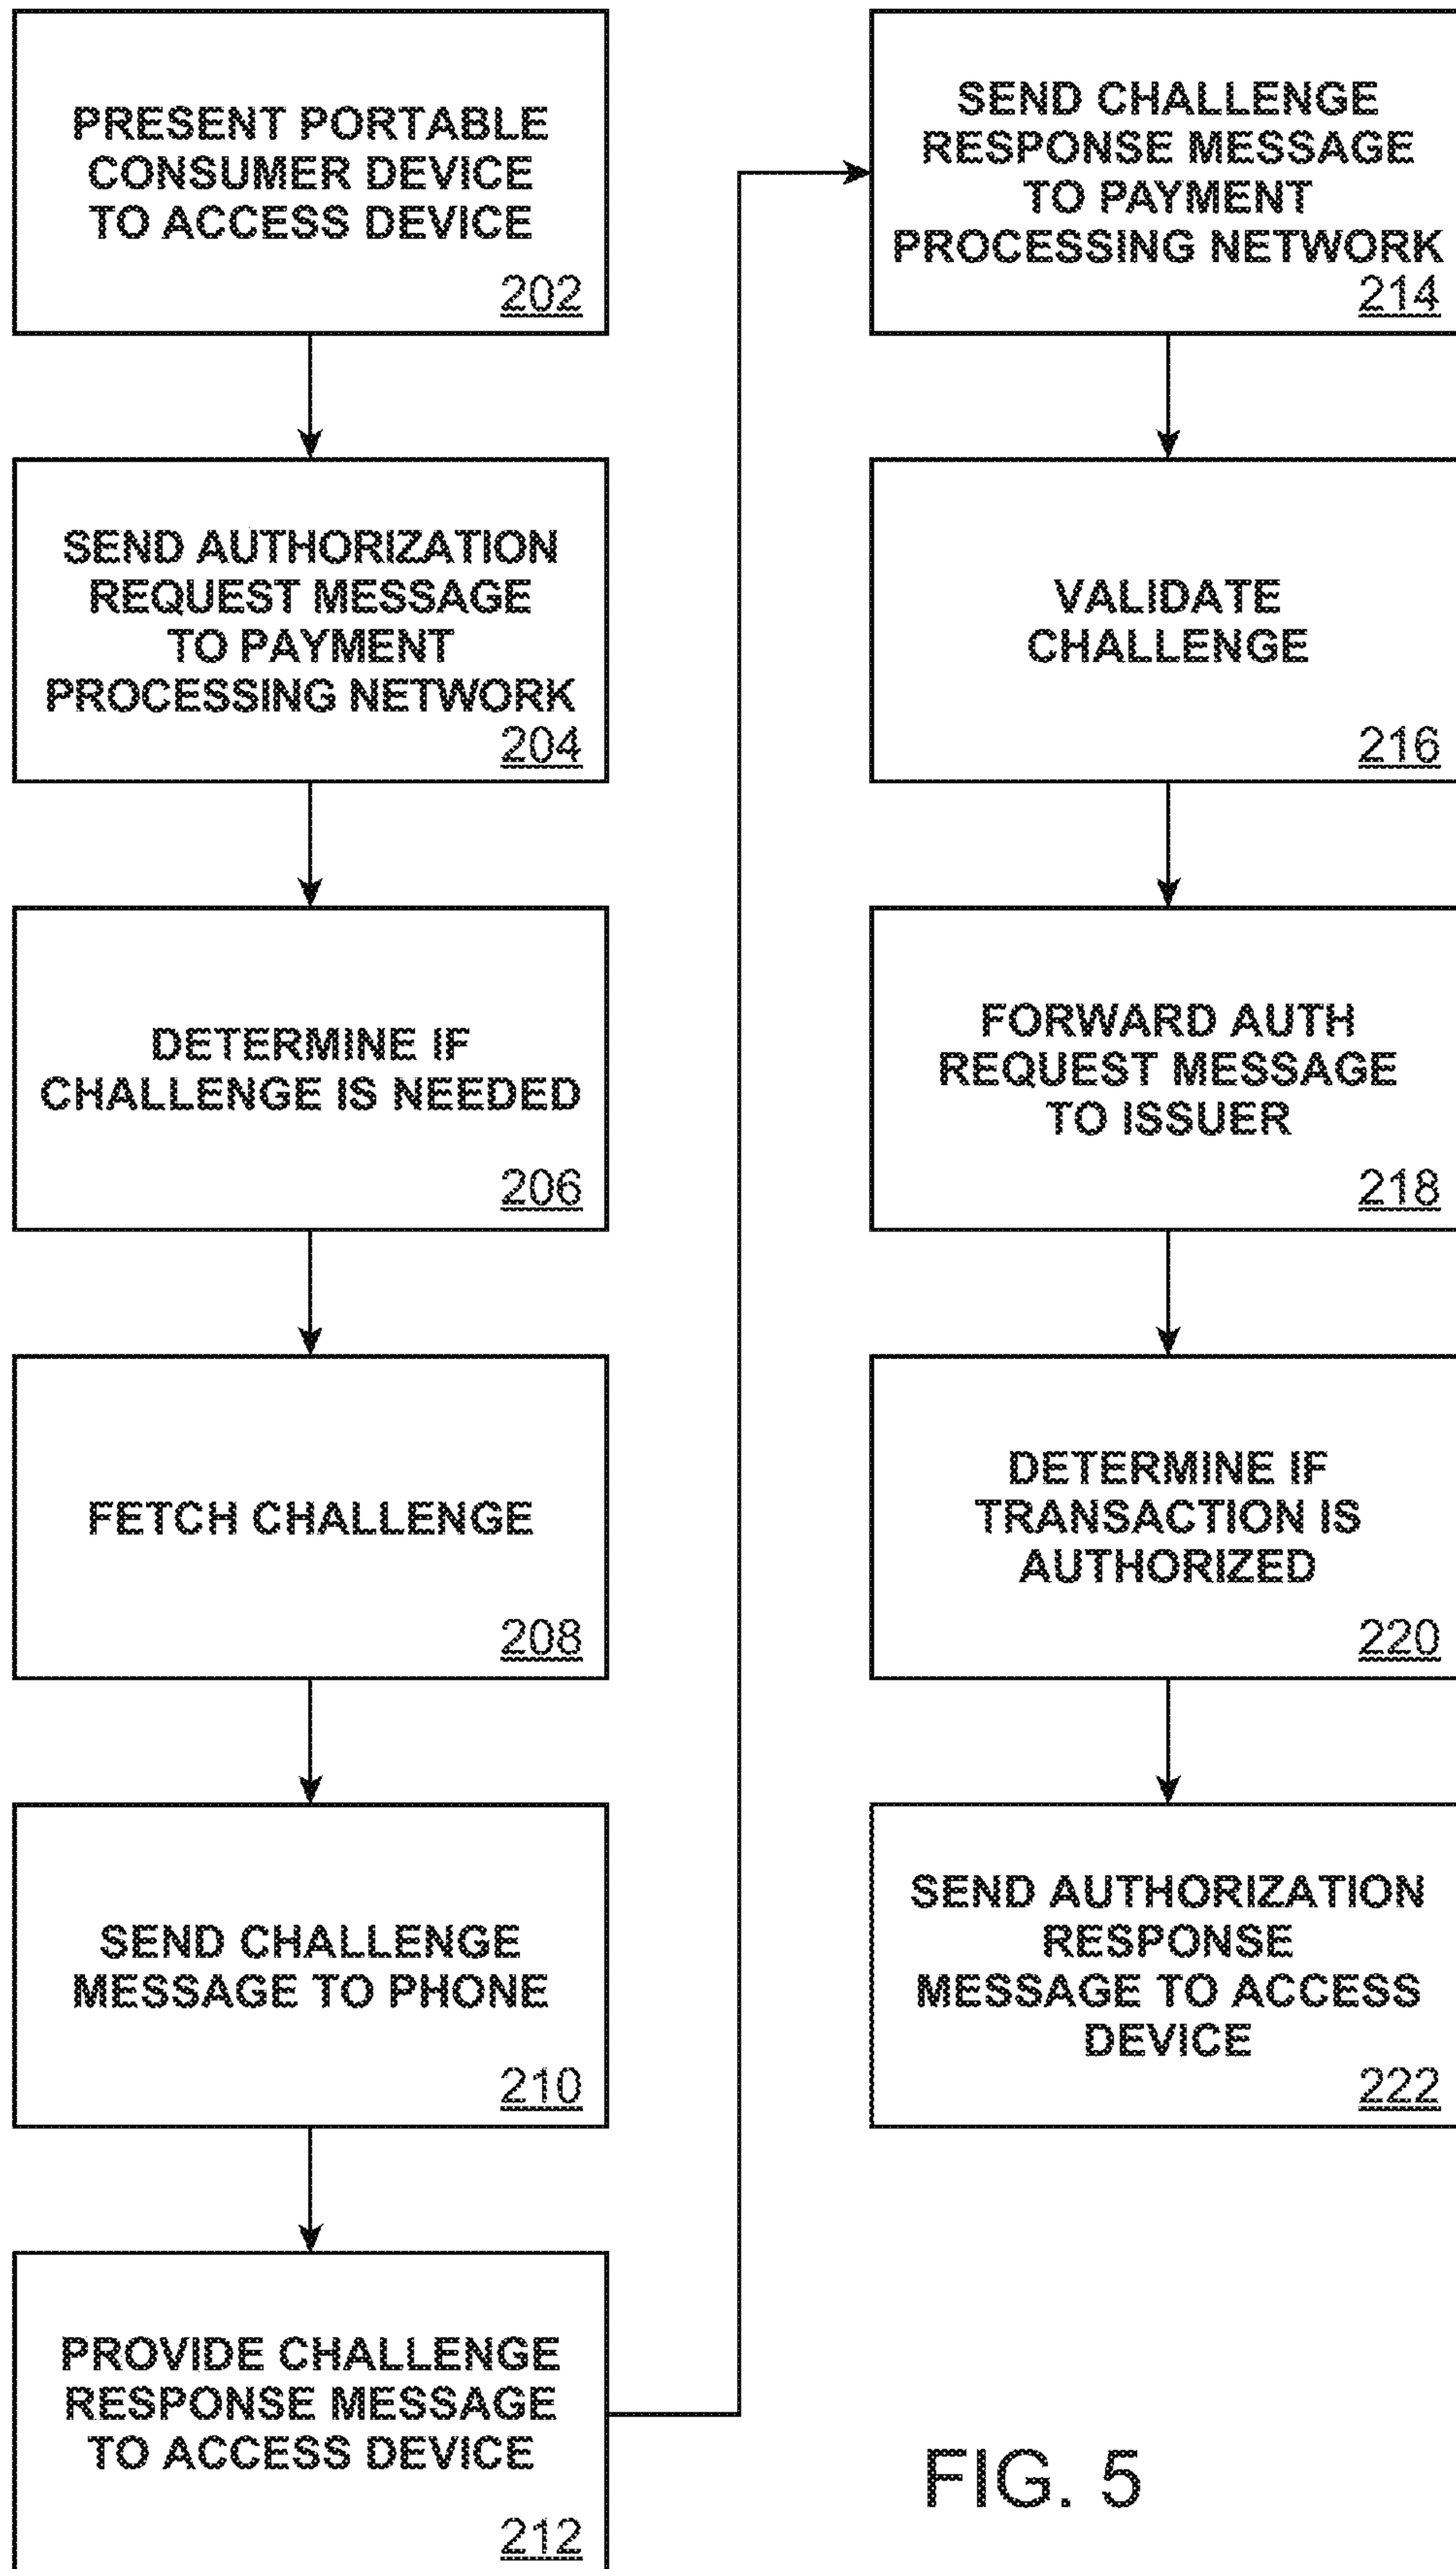 PRESENT PORTABLE
CONSUMER DEVICE
TO ACCESS DEVICE
202
SEND AUTHORIZATION
REQUEST MESSAGE
TO PAYMENT
PROCESSING NETWORK
204
DETERMINE IF
CHALLENGE IS NEEDED
206
FETCH CHALLENGE
208
SEND CHALLENGE
MESSAGE TO PHONE
210
PROVIDE CHALLENGE
RESPONSE MESSAGE
TO ACCESS DEVICE
212
SEND CHALLENGE
RESPONSE MESSAGE
TO PAYMENT
PROCESSING NETWORK
214
VALIDATE
CHALLENGE
216
FORWARD AUTH
REQUEST MESSAGE
TO ISSUER
218
DETERMINE IF
TRANSACTION IS
AUTHORIZED
220
SEND AUTHORIZATION
RESPONSE
MESSAGE TO ACCESS
DEVICE
222
FIG. 5